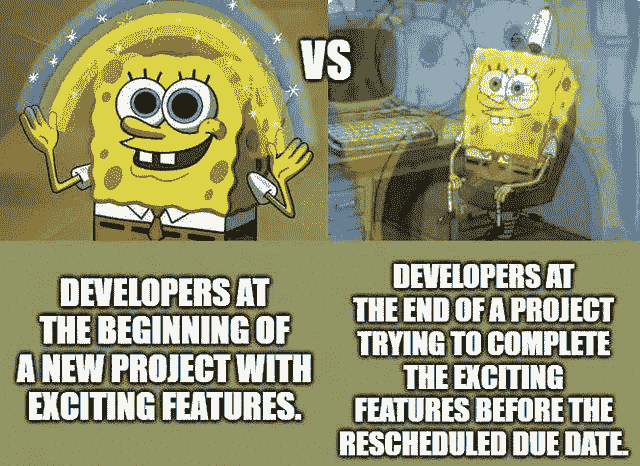 VS
DEVELOPERS AT
THE BEGINNING OF
A NEW PROJECT WITH
EXCITING FEATURES.
DEVELOPERS AT
THE END OF A PROJECT
TRYING TO COMPLETE
THE EXCITING
FEATURES BEFORE THE
RESCHEDULED DUE DATE.